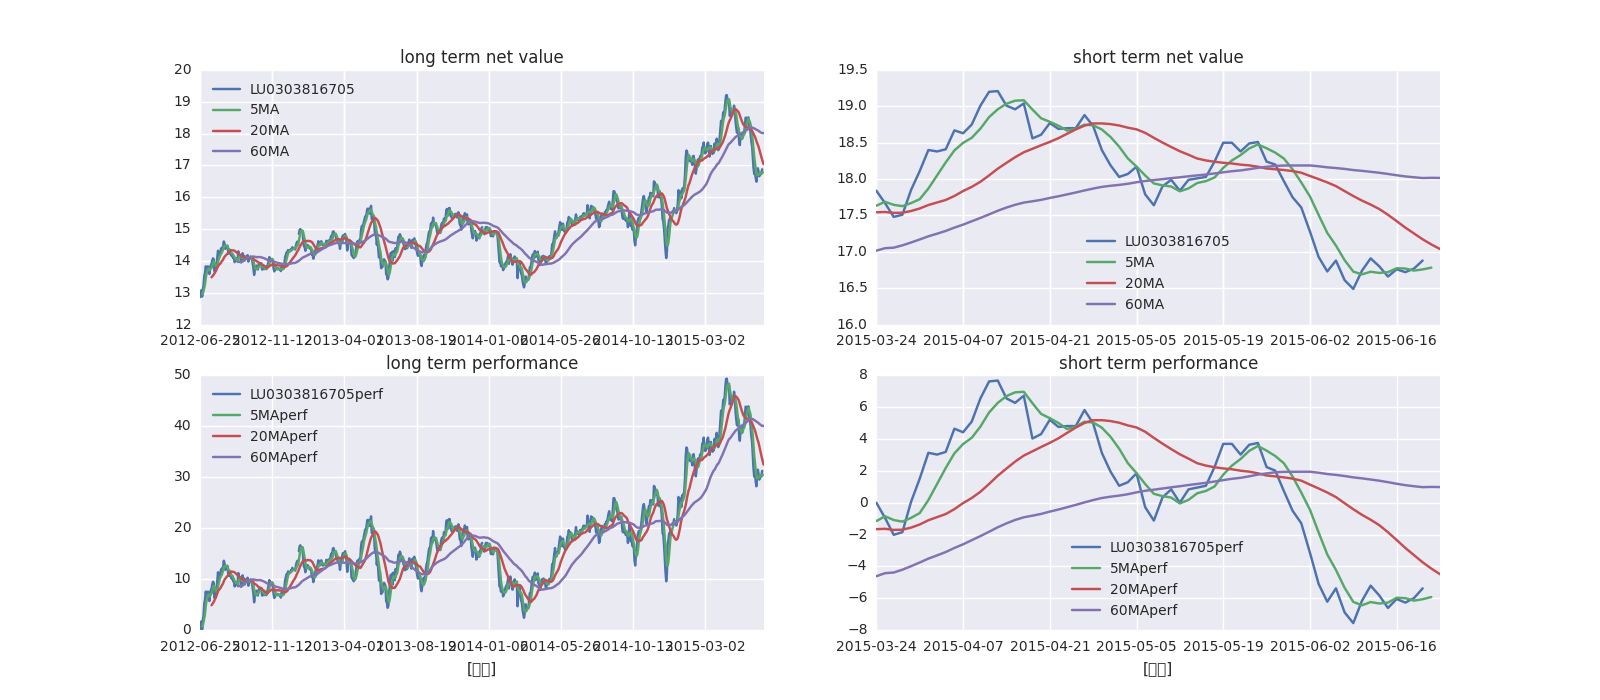 long term net value
20
19
18
17
16
15
14
13
12
LU0303816705
5MA
20MA
60MA
2012-06-25 2012-11-12 2013-04-01 2013-08-19 2014-01-06 2014-05-26 2014-10-13 2015-03-02
short term net value
19.5
19.0
18.5
18.0
17.5
17.0
16.5
16.0
LU0303816705
5MA
20MA
60MA
2015-03-24 2015-04-07 2015-04-21 2015-05-05 2015-05-19 2015-06-02 2015-06-16
long term performance
50
40
30
20
10
0
LU0303816705perf
5MAperf
20MAperf
60MAperf
2012-06-25 2012-11-12 2013-04-01 2013-08-19 2014-01-06 2014-05-26 2014-10-13 2015-03-02
short term performance
8
6
4
2
0
−2
−4
−6
−8
LU0303816705perf
5MAperf
20MAperf
60MAperf
2015-03-24 2015-04-07 2015-04-21 2015-05-05 2015-05-19 2015-06-02 2015-06-16